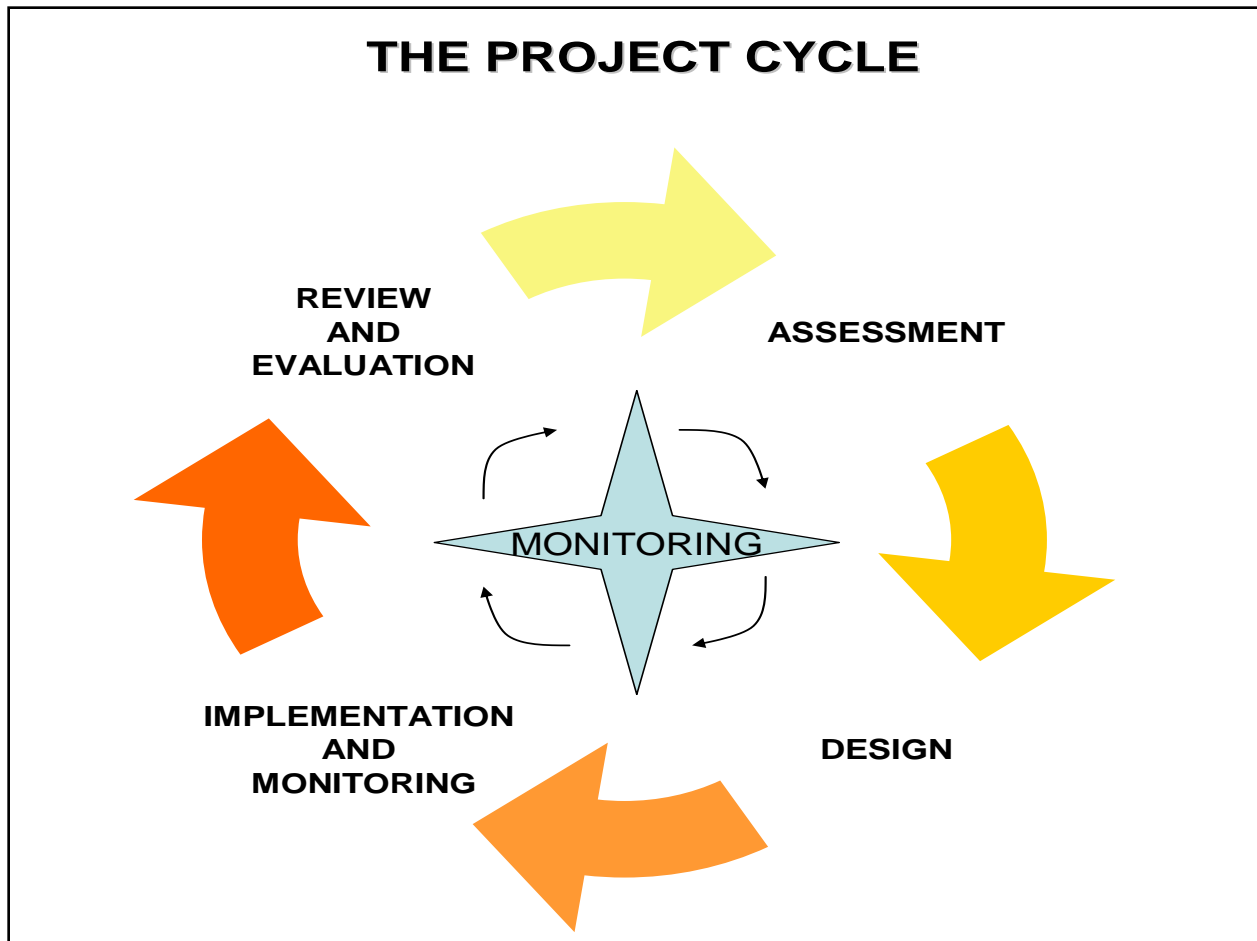 THE PROJECT CYCLE
REVIEW
AND
EVALUATION
ASSESSMENT
MONITORING
IMPLEMENTATION
AND
MONITORING
DESIGN